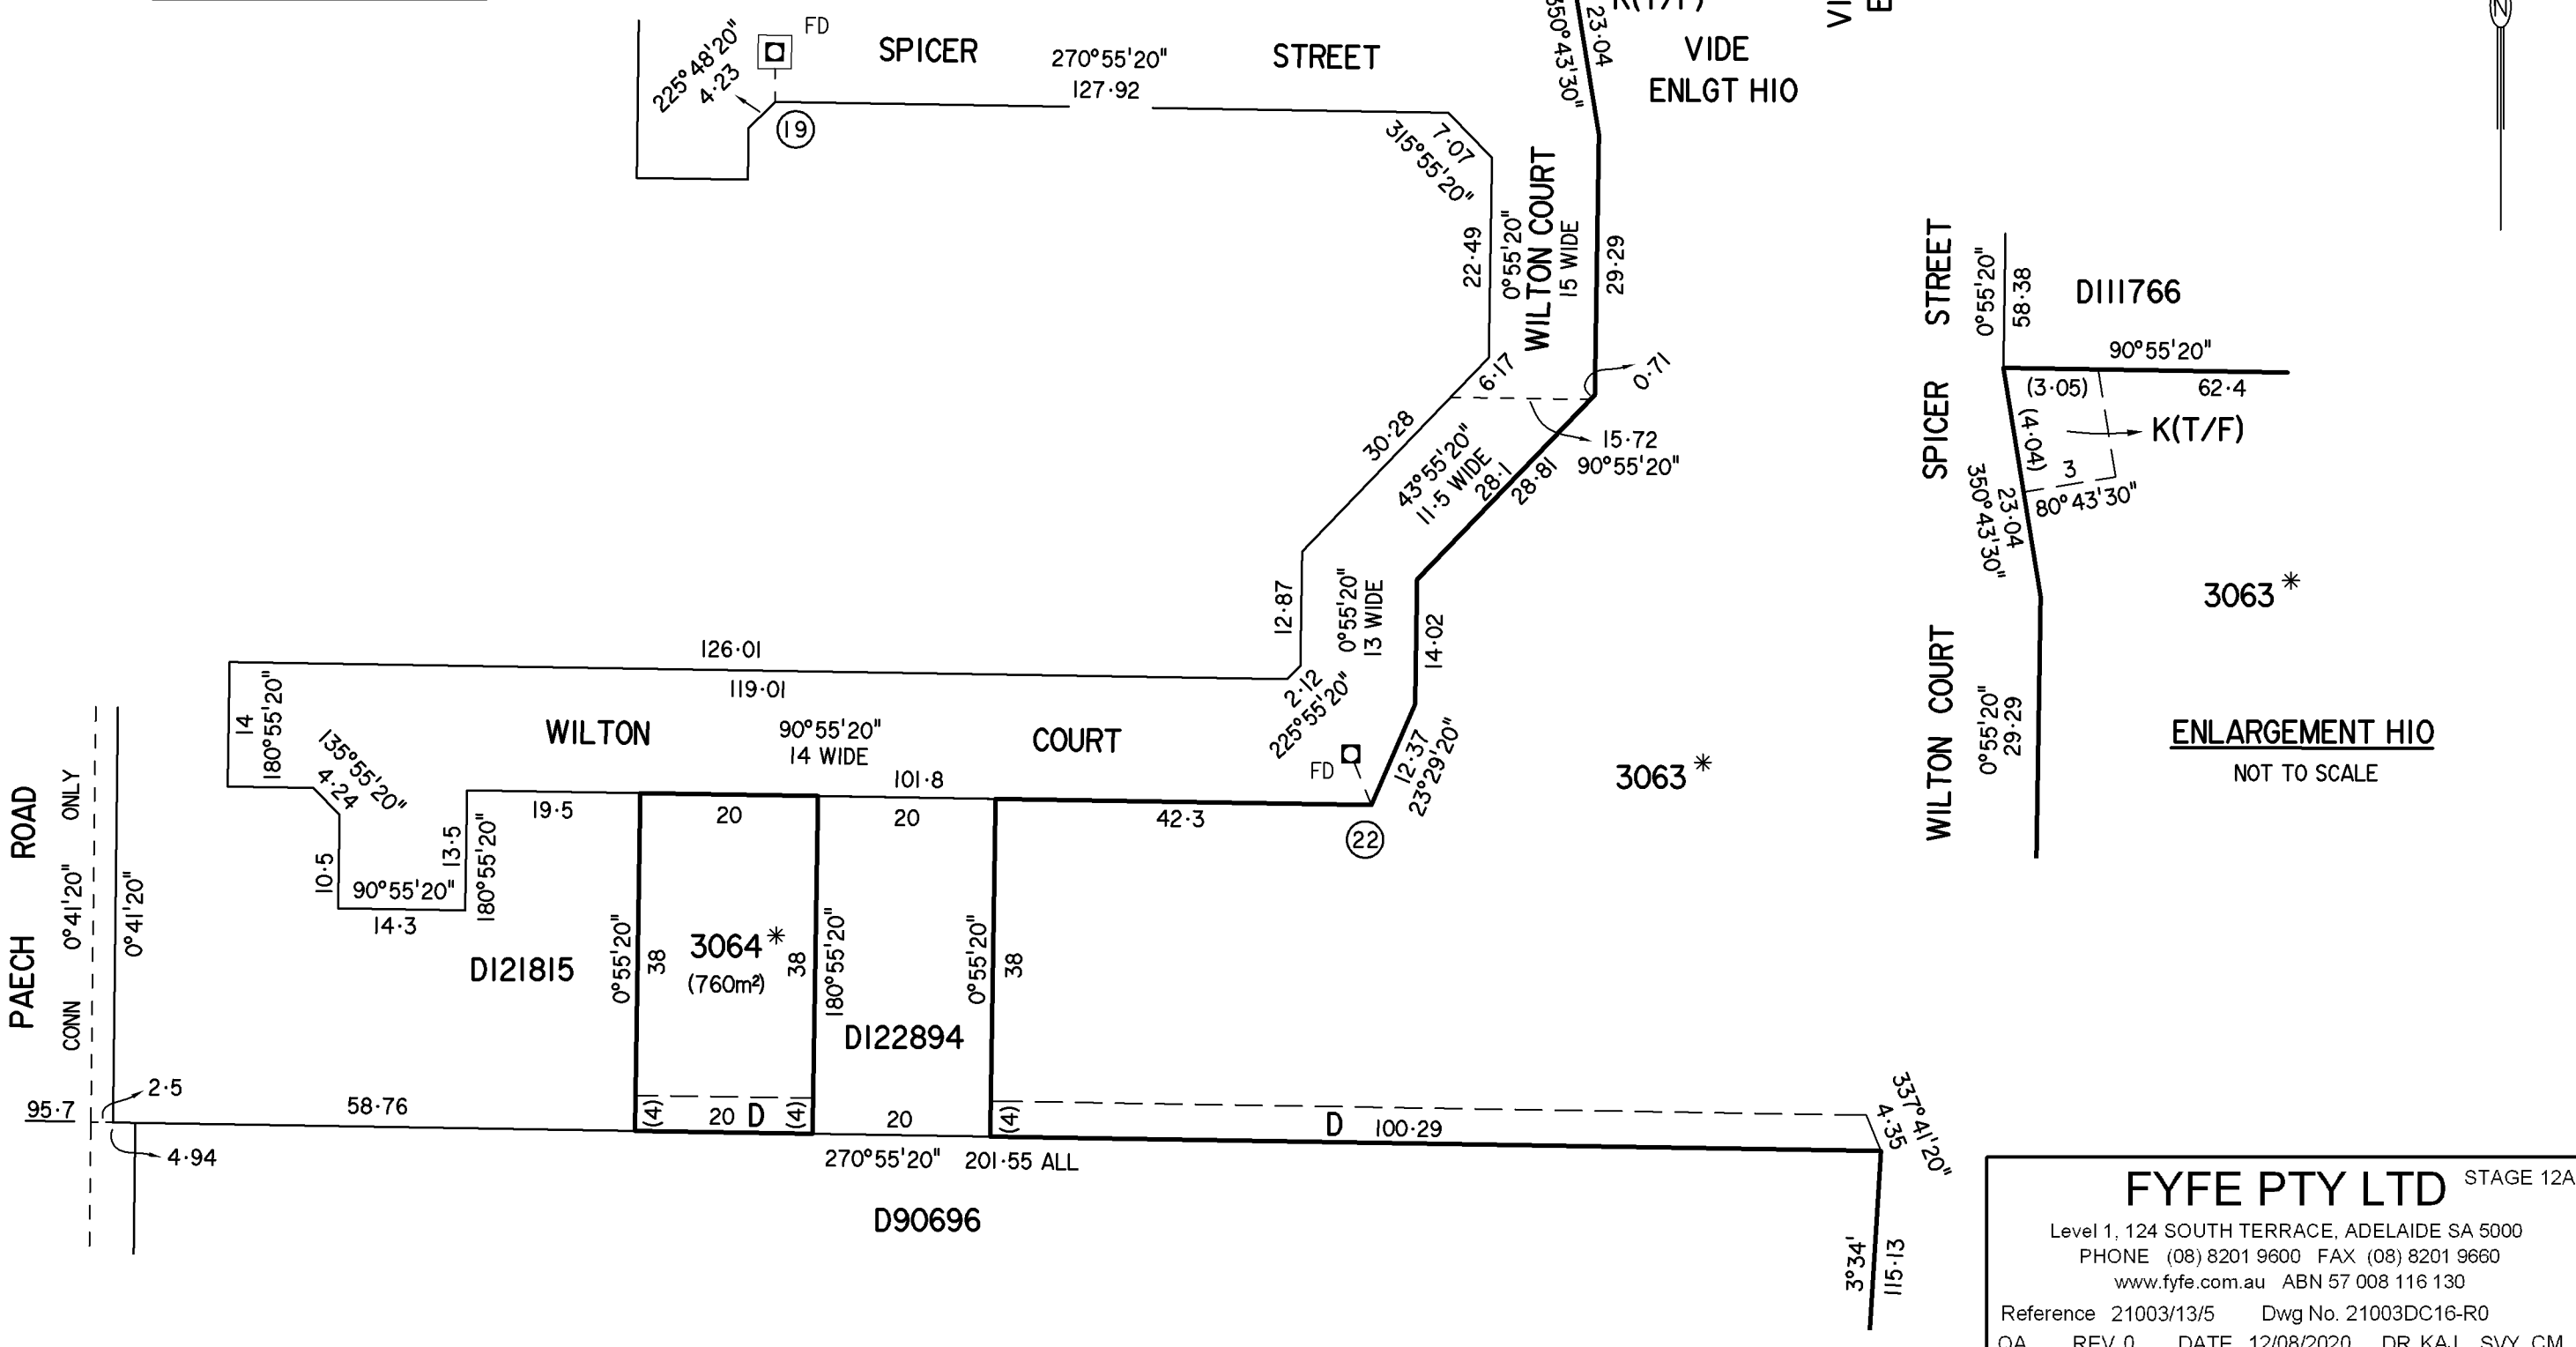 FD
225°48'20"
4·23
19
SPICER STREET
270°55'20"
127·92
7·07
315°55'20"
23·04
350°43'30"
K(T/F)
VIDE
ENLGT H10
N
22·49
0°55'20"
WILTON COURT
15 WIDE
29·29
6·17
0·71
30·28
43°55'20"
11·5 WIDE
28·1
28·81
15·72
90°55'20"
12·87
0°55'20"
13 WIDE
14·02
2·12
225°55'20"
12·37
23°29'20"
FD
22
3063*
126·01
119·01
WILTON COURT
90°55'20"
14 WIDE
101·8
14
180°55'20"
135°55'20"
4·24
10·5
90°55'20"
14·3
13·5
180°55'20"
19·5
20
20
42·3
PAECH ROAD
CONN ONLY
0°41'20"
0°41'20"
D121815
0°55'20"
38
3064*
(760m²)
38
180°55'20"
D122894
0°55'20"
38
95·7
2·5
4·94
58·76
(4)
20 D
(4)
20
(4)
D 100·29
270°55'20" 201·55 ALL
337°41'20"
4·35
3°34'
115·13
D90696
SPICER STREET
0°55'20"
58·38
D111766
90°55'20"
(3·05) 62·4
(4·04)
K(T/F)
3
80°43'30"
23·04
350°43'30"
3063*
WILTON COURT
0°55'20"
29·29
ENLARGEMENT H10
NOT TO SCALE
FYFE PTY LTD STAGE 12A
Level 1, 124 SOUTH TERRACE, ADELAIDE SA 5000
PHONE (08) 8201 9600 FAX (08) 8201 9660
www.fyfe.com.au ABN 57 008 116 130
Reference 21003/13/5 Dwg No. 21003DC16-R0
QA REV 0 DATE 12/08/2020 DR KAJ SVY CM